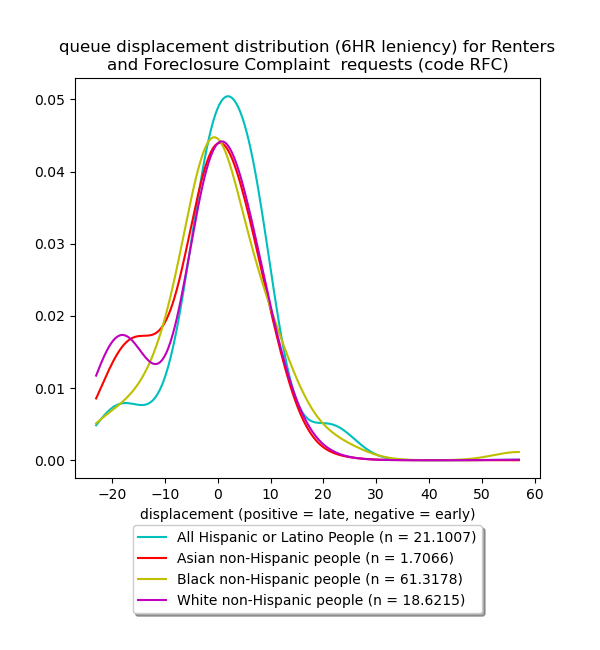 queue displacement distribution (6HR leniency) for Renters
and Foreclosure Complaint  requests (code RFC)
0.05
0.04
0.03
0.02
0.01
0.00
−20 −10 0 10 20 30 40 50 60
displacement (positive = late, negative = early)
All Hispanic or Latino People (n = 21.1007)
Asian non-Hispanic people (n = 1.7066)
Black non-Hispanic people (n = 61.3178)
White non-Hispanic people (n = 18.6215)